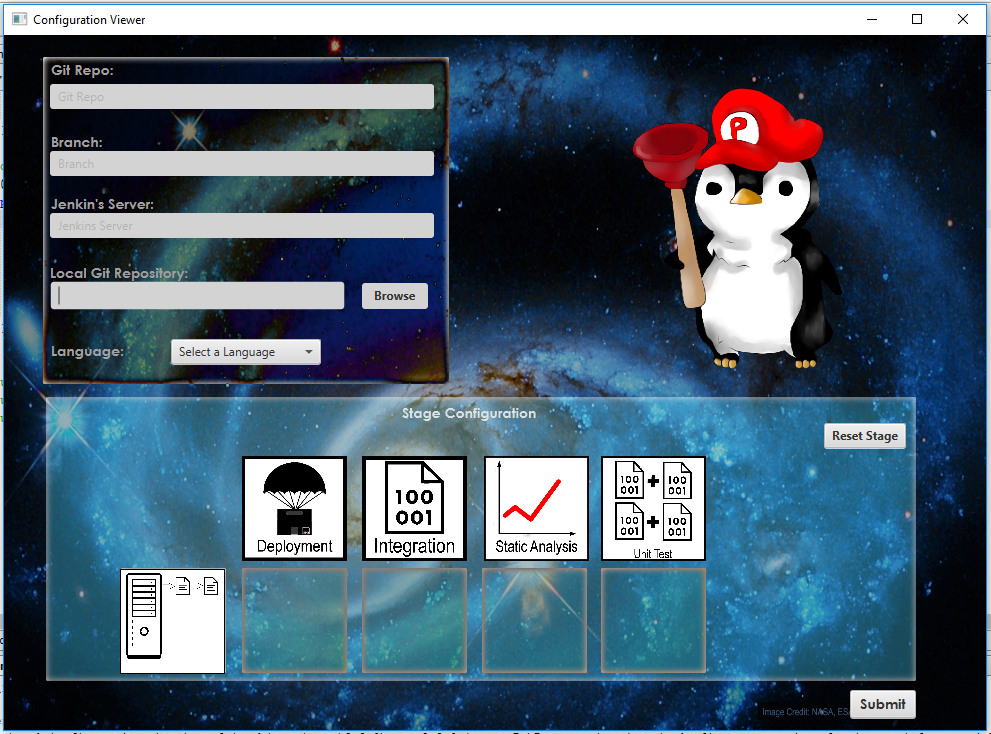 Configuration Viewer
Git Repo:
Git Repo
Branch:
Branch
Jenkin's Server:
Jenkins Server
Local Git Repository:
Browse
Language:
Select a Language
P
Stage Configuration
Reset Stage
Deployment
100
001
Integration
Static Analysis
100
001
100
001
100
001
100
001
Unit Test
Submit
Image Credit: NASA,